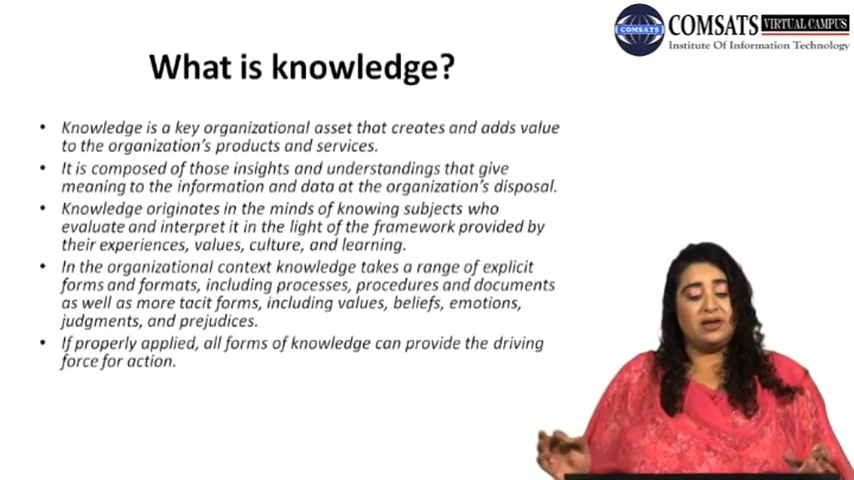 COMSATS
COMSATS VIRTUAL CAMPUS
Institute Of Information Technology
What is knowledge?
• Knowledge is a key organizational asset that creates and adds value
to the organization's products and services.
• It is composed of those insights and understandings that give
meaning to the information and data at the organization's disposal.
• Knowledge originates in the minds of knowing subjects who
evaluate and interpret it in the light of the framework provided by
their experiences, values, culture, and learning.
• In the organizational context knowledge takes a range of explicit
forms and formats, including processes, procedures and documents
as well as more tacit forms, including values, beliefs, emotions,
judgments, and prejudices.
• If properly applied, all forms of knowledge can provide the driving
force for action.